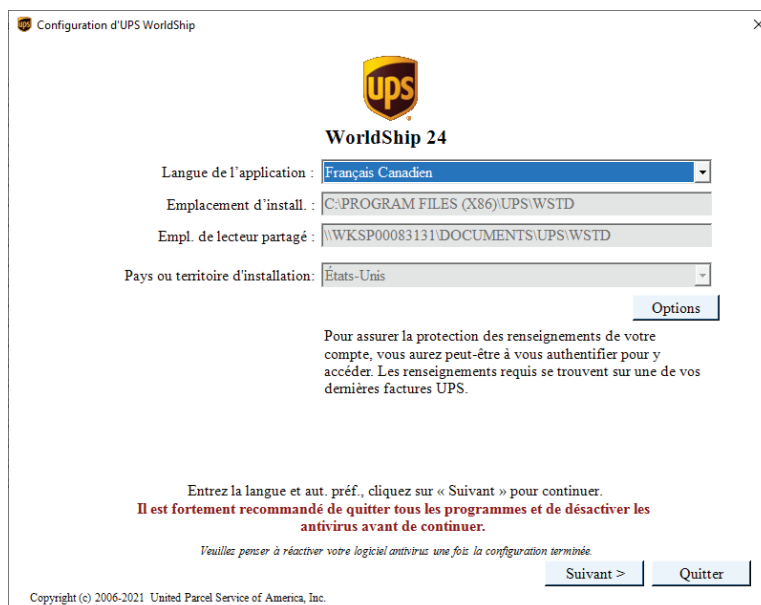 Configuration d'UPS WorldShip
ups
WorldShip 24
Langue de l'application : Français Canadien
Emplacement d'install. : C:\PROGRAM FILES (X86)\UPS\WSTD
Empl. de lecteur partagé : \\WKSP00083131\DOCUMENTS\UPS\WSTD
Pays ou territoire d'installation: États-Unis
Options
Pour assurer la protection des renseignements de votre
compte, vous aurez peut-être à vous authentifier pour y
accéder. Les renseignements requis se trouvent sur une de vos
dernières factures UPS.
Entrez la langue et aut. préf., cliquez sur « Suivant » pour continuer.
Il est fortement recommandé de quitter tous les programmes et de désactiver les
antivirus avant de continuer.
Veuillez penser à réactiver votre logiciel antivirus une fois la configuration terminée.
Suivant > Quitter
Copyright (c) 2006-2021 United Parcel Service of America, Inc.